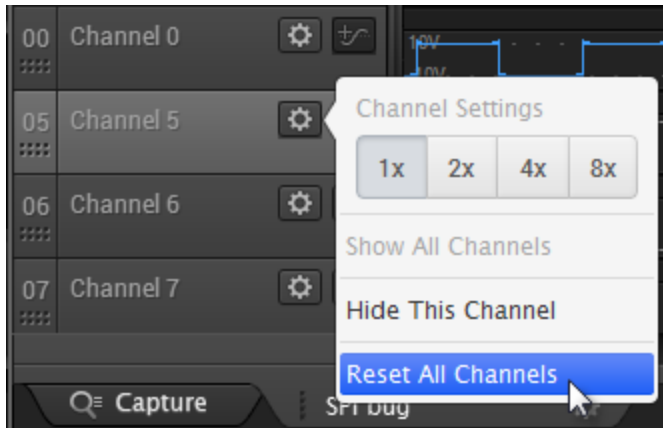 00 Channel 0
10V
-10V
05 Channel 5
Channel Settings
1x 2x 4x 8x
06 Channel 6
Show All Channels
07 Channel 7
Hide This Channel
Reset All Channels
Capture
SPI bug